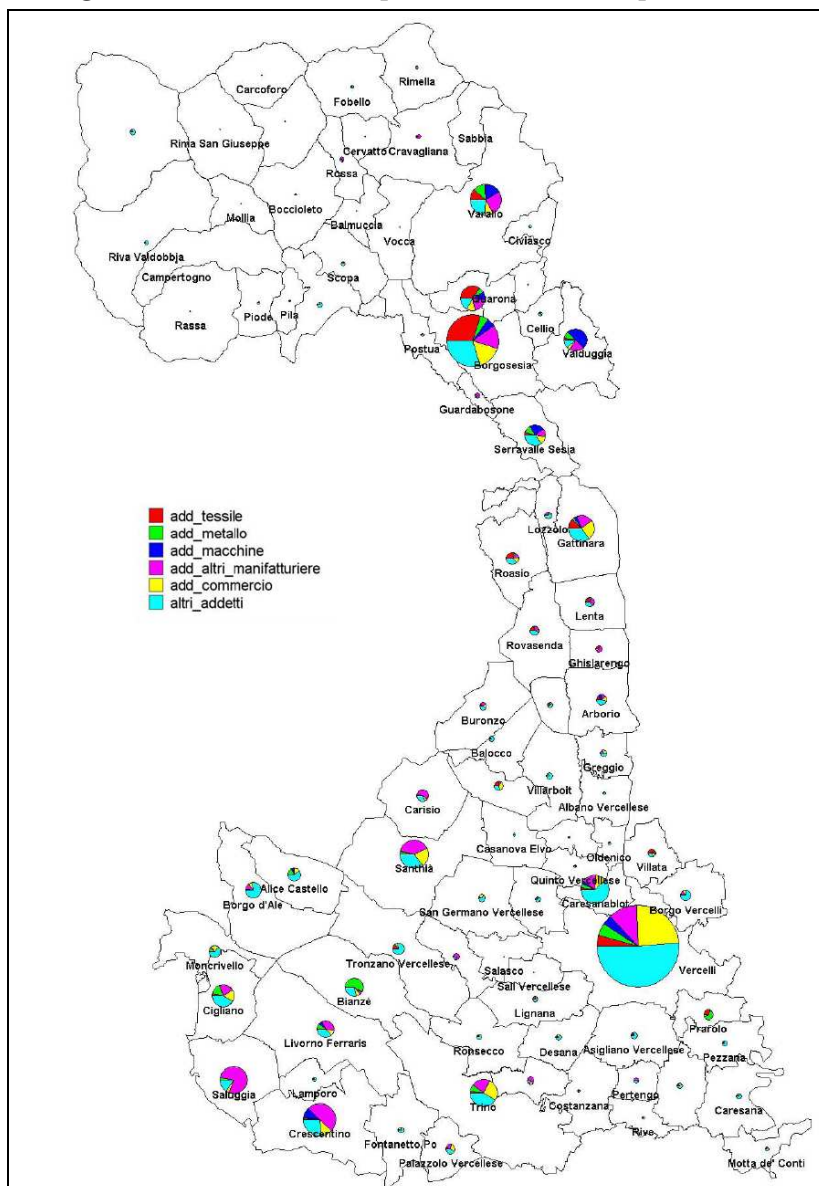 Carcoforo
Rimella
Fobello
Rima San Giuseppe
Cervatto
Cravagliana
Sabbia
Rossa
Boccioleto
Mollia
Balmuccia
Vocca
Varallo
Civiasco
Riva Valdobbja
Campertogno
Scopa
Rassa
Piode
Pila
Quarona
Cellio
Postua
Borgosesia
Valduggia
Guardabosone
Serravalle Sesia
add_tessile
add_metallo
add_macchine
add_altri_manifatturiere
add_commercio
altri_addetti
Lozzolo
Gattinara
Roasio
Lenta
Rovasenda
Ghislarengo
Buronzo
Arborio
Balocco
Greggio
Villarboit
Albano Vercellese
Carisio
Casanova Elvo
Oldenico
Villata
Santhià
Quinto Vercellese
Alice Castello
Borgo d'Ale
Caresanablot
Borgo Vercelli
San Germano Vercellese
Moncrivello
Tronzano Vercellese
Vercelli
Salasco
Sali Vercellese
Bianzè
Cigliano
Lignana
Prarolo
Livorno Ferraris
Ronsecco
Desana
Asigliano Vercellese
Pezzana
Saluggia
Lamporo
Trino
Costanzana
Pertengo
Caresana
Crescentino
Rive
Fontanetto Po
Palazzolo Vercellese
Motta de' Conti